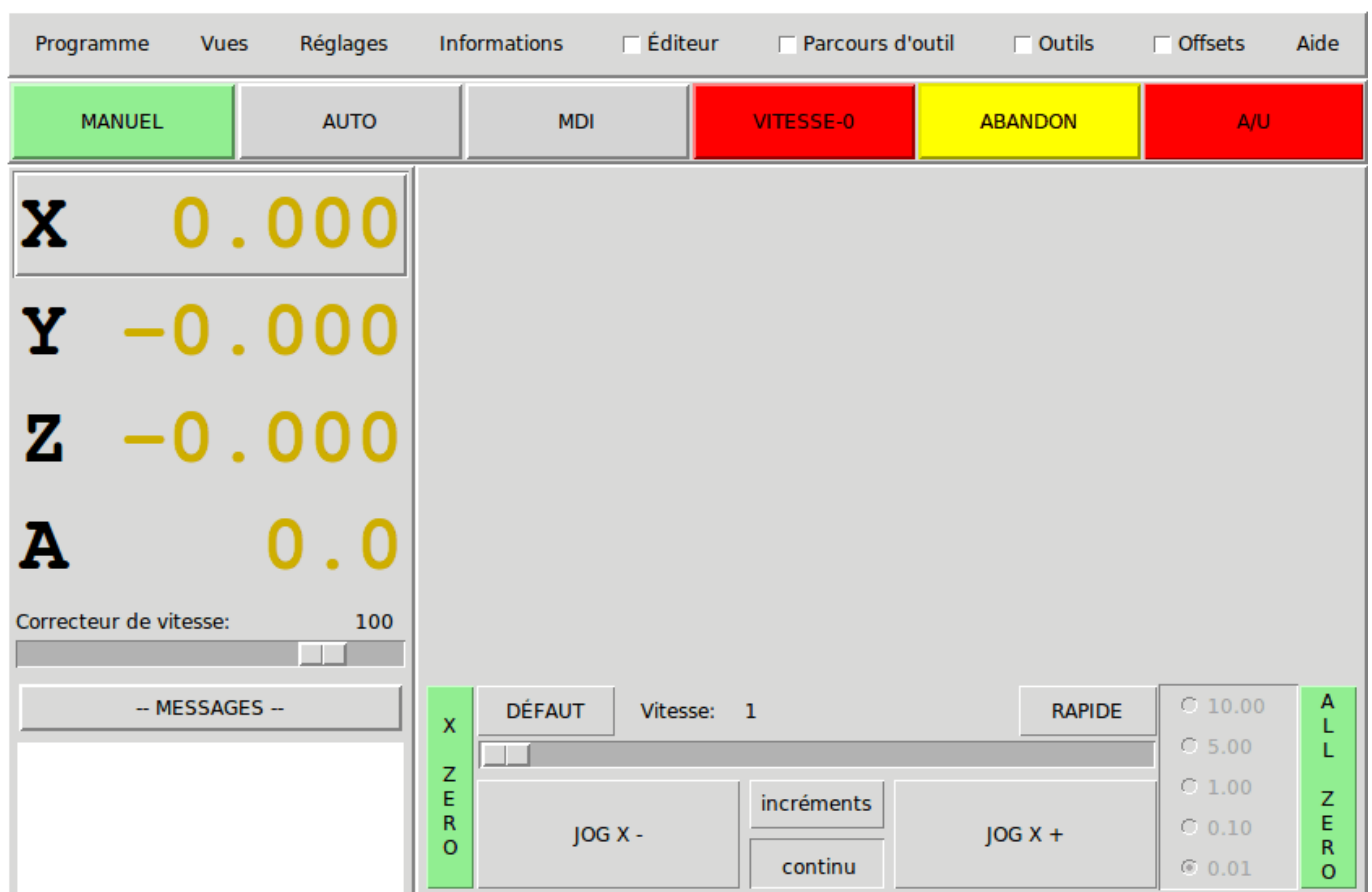 Programme Vues Réglages Informations Éditeur Parcours d'outil Outils Offsets Aide
MANUEL AUTO MDI VITESSE-0 ABANDON A/U
X 0.000
Y -0.000
Z -0.000
A 0.0
Correcteur de vitesse: 100
-- MESSAGES --
X ZERO
DÉFAUT Vitesse: 1 RAPIDE
JOG X -
incréments
continu
JOG X +
10.00
5.00
1.00
0.10
0.01
ALL ZERO